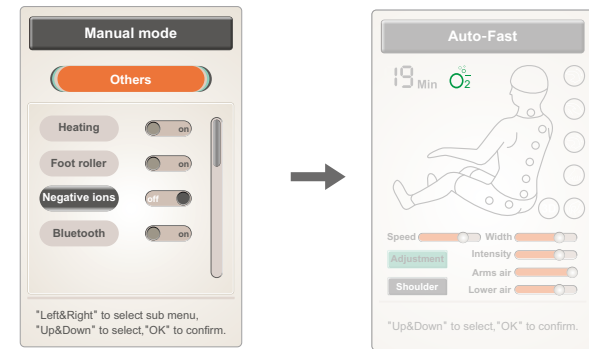 Manual mode
Others
Heating on
Foot roller on
Negative ions off
Bluetooth on
"Left&Right" to select sub menu,
"Up&Down" to select,"OK" to confirm.
Auto-Fast
19 Min O2
Speed Width
Adjustment Intensity
Arms air
Shoulder Lower air
"Up&Down" to select,"OK" to confirm.